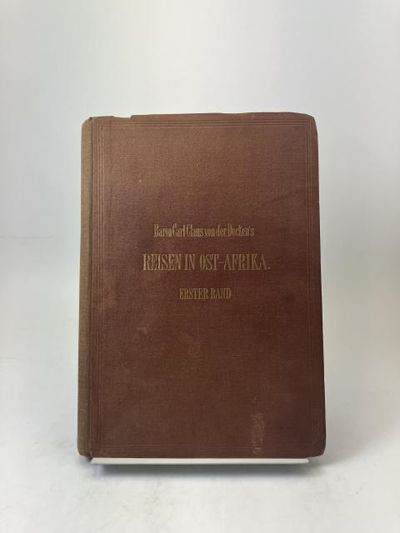 Baron Carl Claus von der Decken's
REISEN IN OST-AFRIKA.
ERSTER BAND